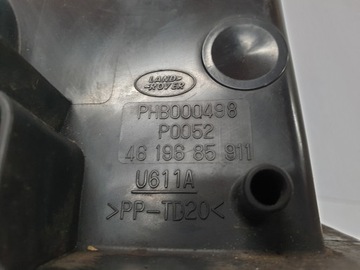 LAND-
ROVER
PHB000498
P0052
46 196 85 911
U611A
>PP-TD20<